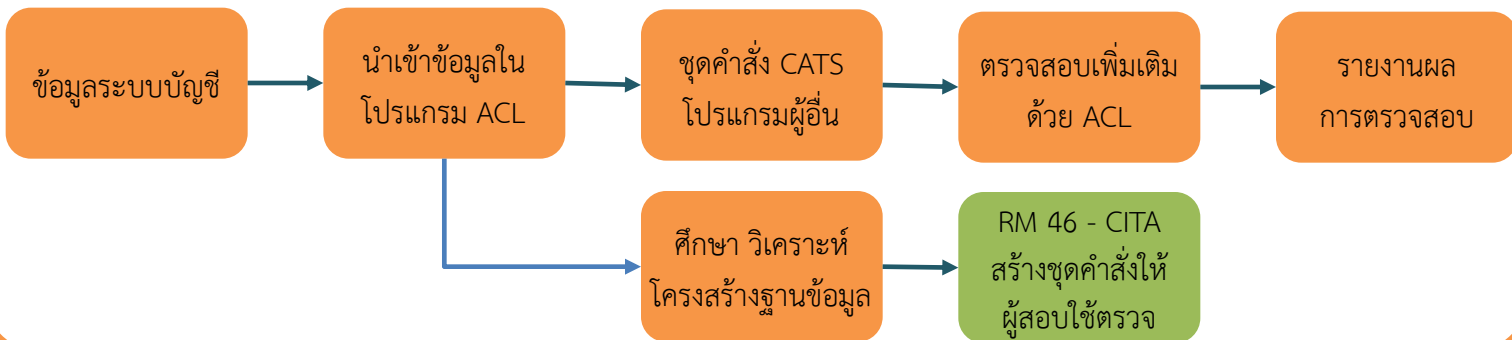 ข้อมูลระบบบัญชี
นำเข้าข้อมูลใน
โปรแกรม ACL
ชุดคำสั่ง CATS
โปรแกรมผู้อื่น
ตรวจสอบเพิ่มเติม
ด้วย ACL
รายงานผล
การตรวจสอบ
ศึกษา วิเคราะห์
โครงสร้างฐานข้อมูล
RM 46 - CITA
สร้างชุดคำสั่งให้
ผู้สอบใช้ตรวจ